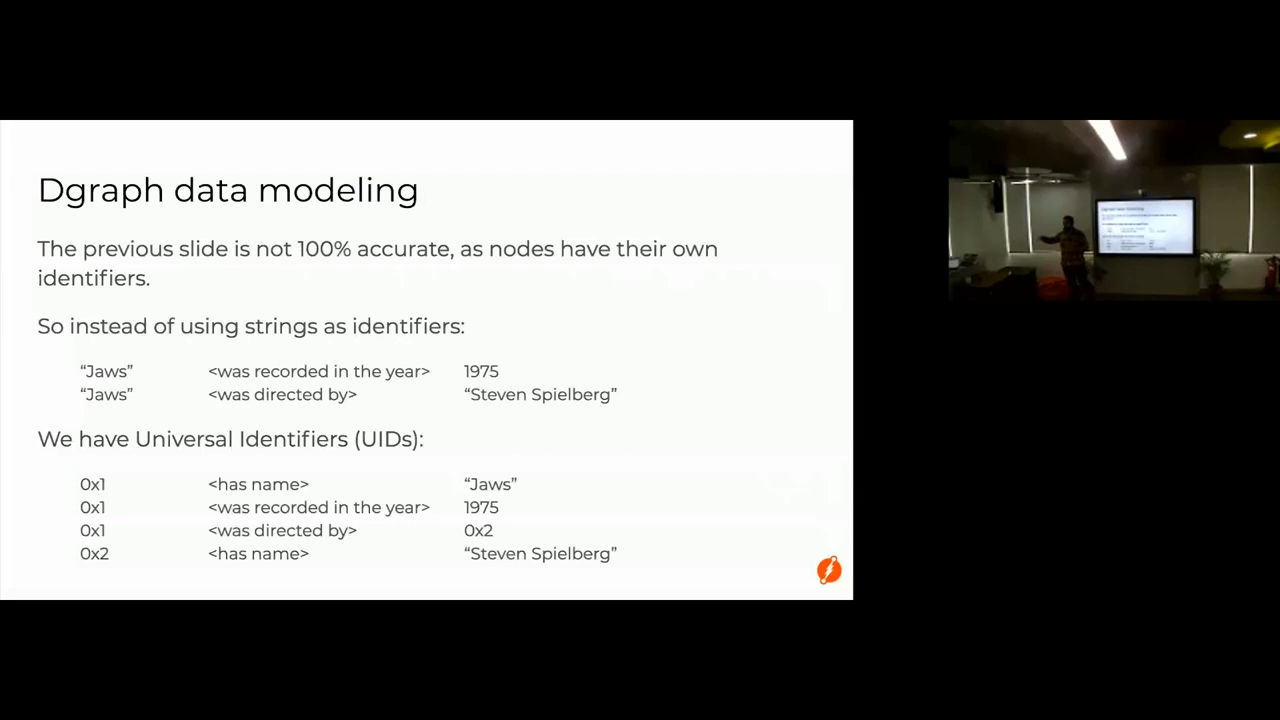 Dgraph data modeling
The previous slide is not 100% accurate, as nodes have their own
identifiers.
So instead of using strings as identifiers:
“Jaws” <was recorded in the year> 1975
“Jaws” <was directed by> “Steven Spielberg”
We have Universal Identifiers (UIDs):
0x1 <has name> “Jaws”
0x1 <was recorded in the year> 1975
0x1 <was directed by> 0x2
0x2 <has name> “Steven Spielberg”